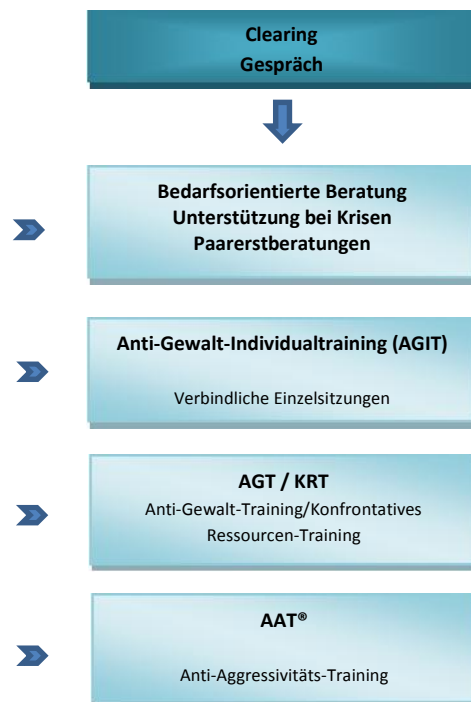 Clearing
Gespräch
Bedarfsorientierte Beratung
Unterstützung bei Krisen
Paarerstberatungen
Anti-Gewalt-Individualtraining (AGIT)
Verbindliche Einzelsitzungen
AGT / KRT
Anti-Gewalt-Training/Konfrontatives
Ressourcen-Training
AAT®
Anti-Aggressivitäts-Training